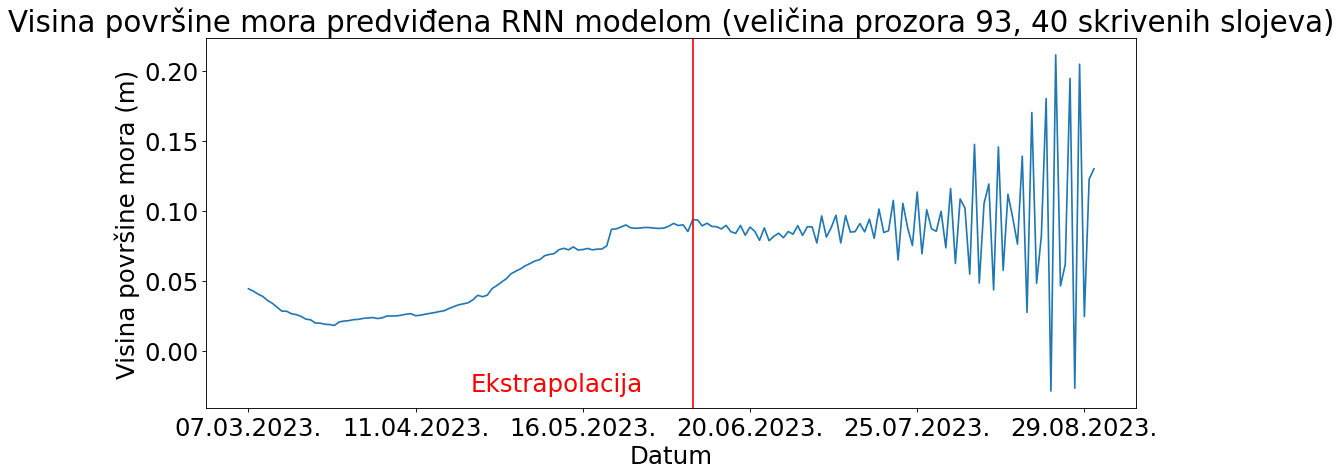 Visina površine mora predviđena RNN modelom (veličina prozora 93, 40 skrivenih slojeva)
Visina površine mora (m)
0.20
0.15
0.10
0.05
0.00
Ekstrapolacija
07.03.2023. 11.04.2023. 16.05.2023. 20.06.2023. 25.07.2023. 29.08.2023.
Datum